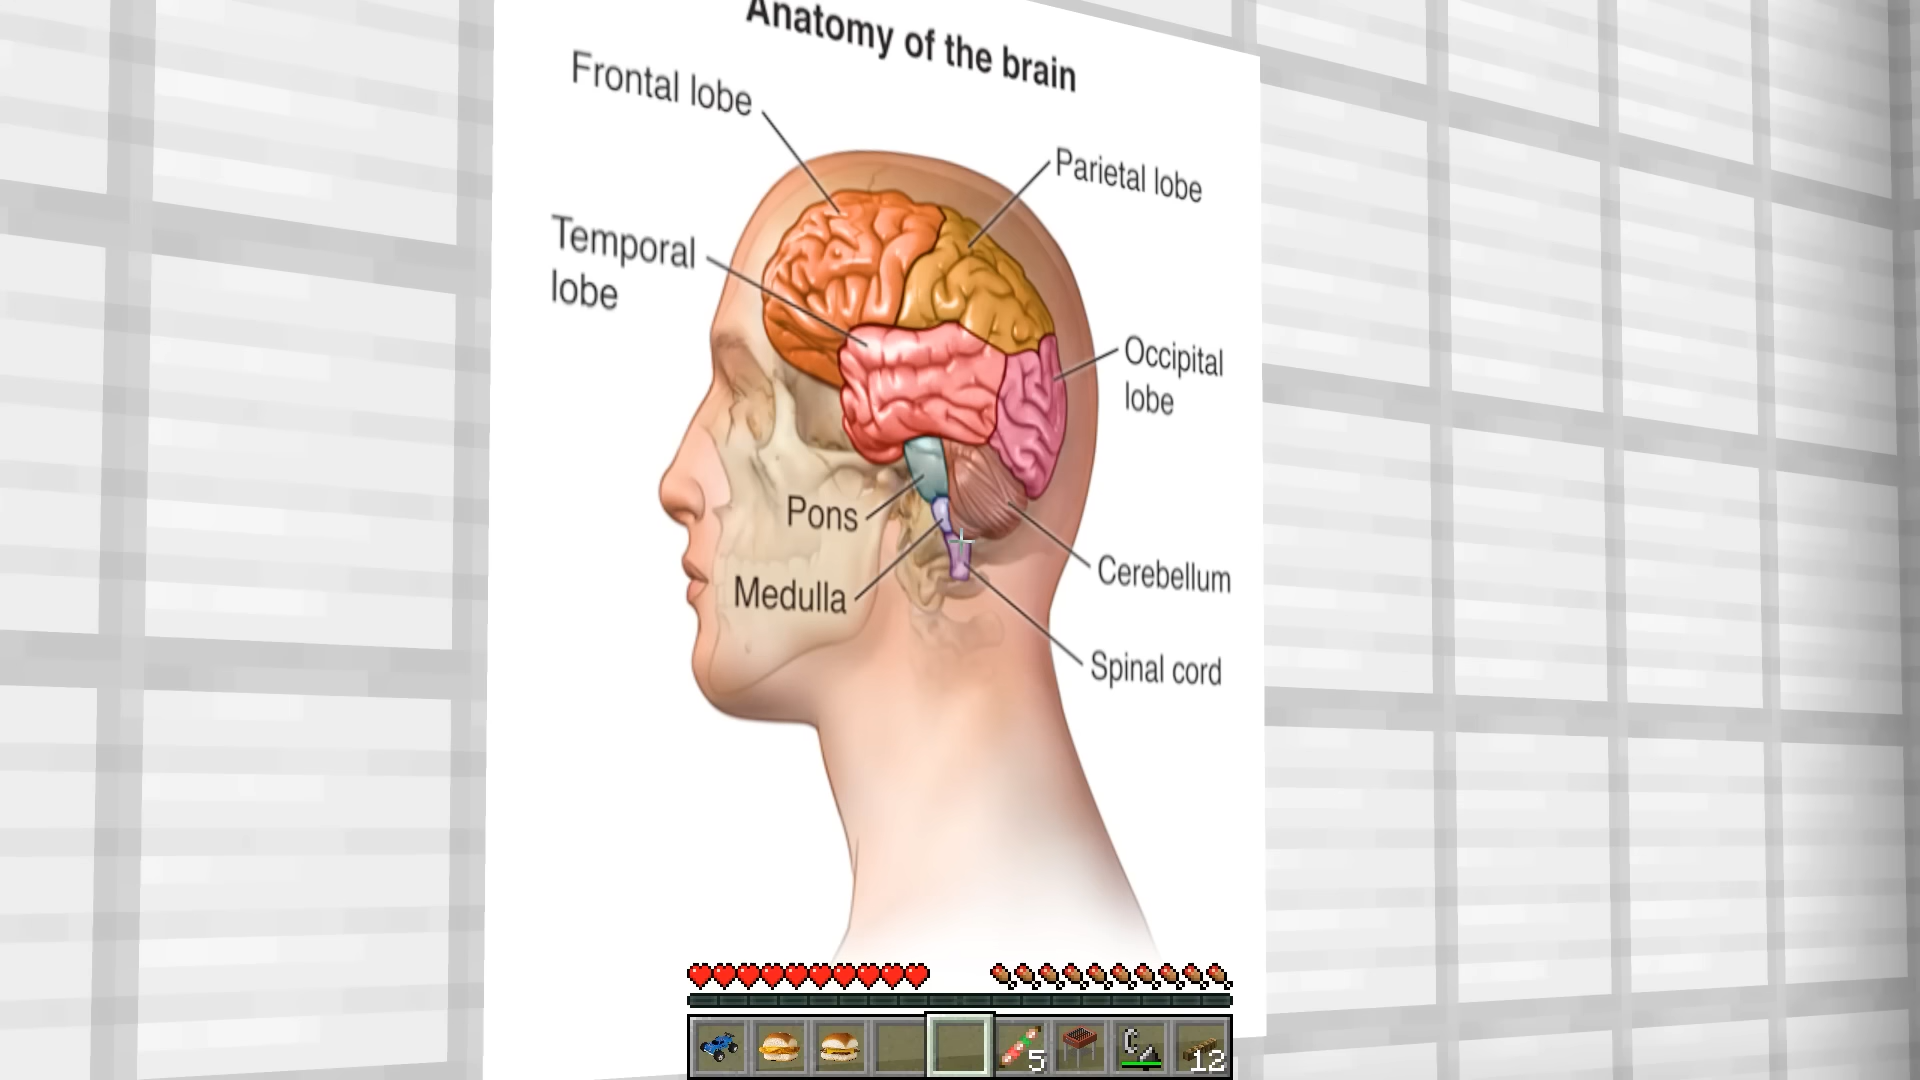 Anatomy of the brain
Frontal lobe
Parietal lobe
Temporal
lobe
Occipital
lobe
Pons
Cerebellum
Medulla
Spinal cord
5
12